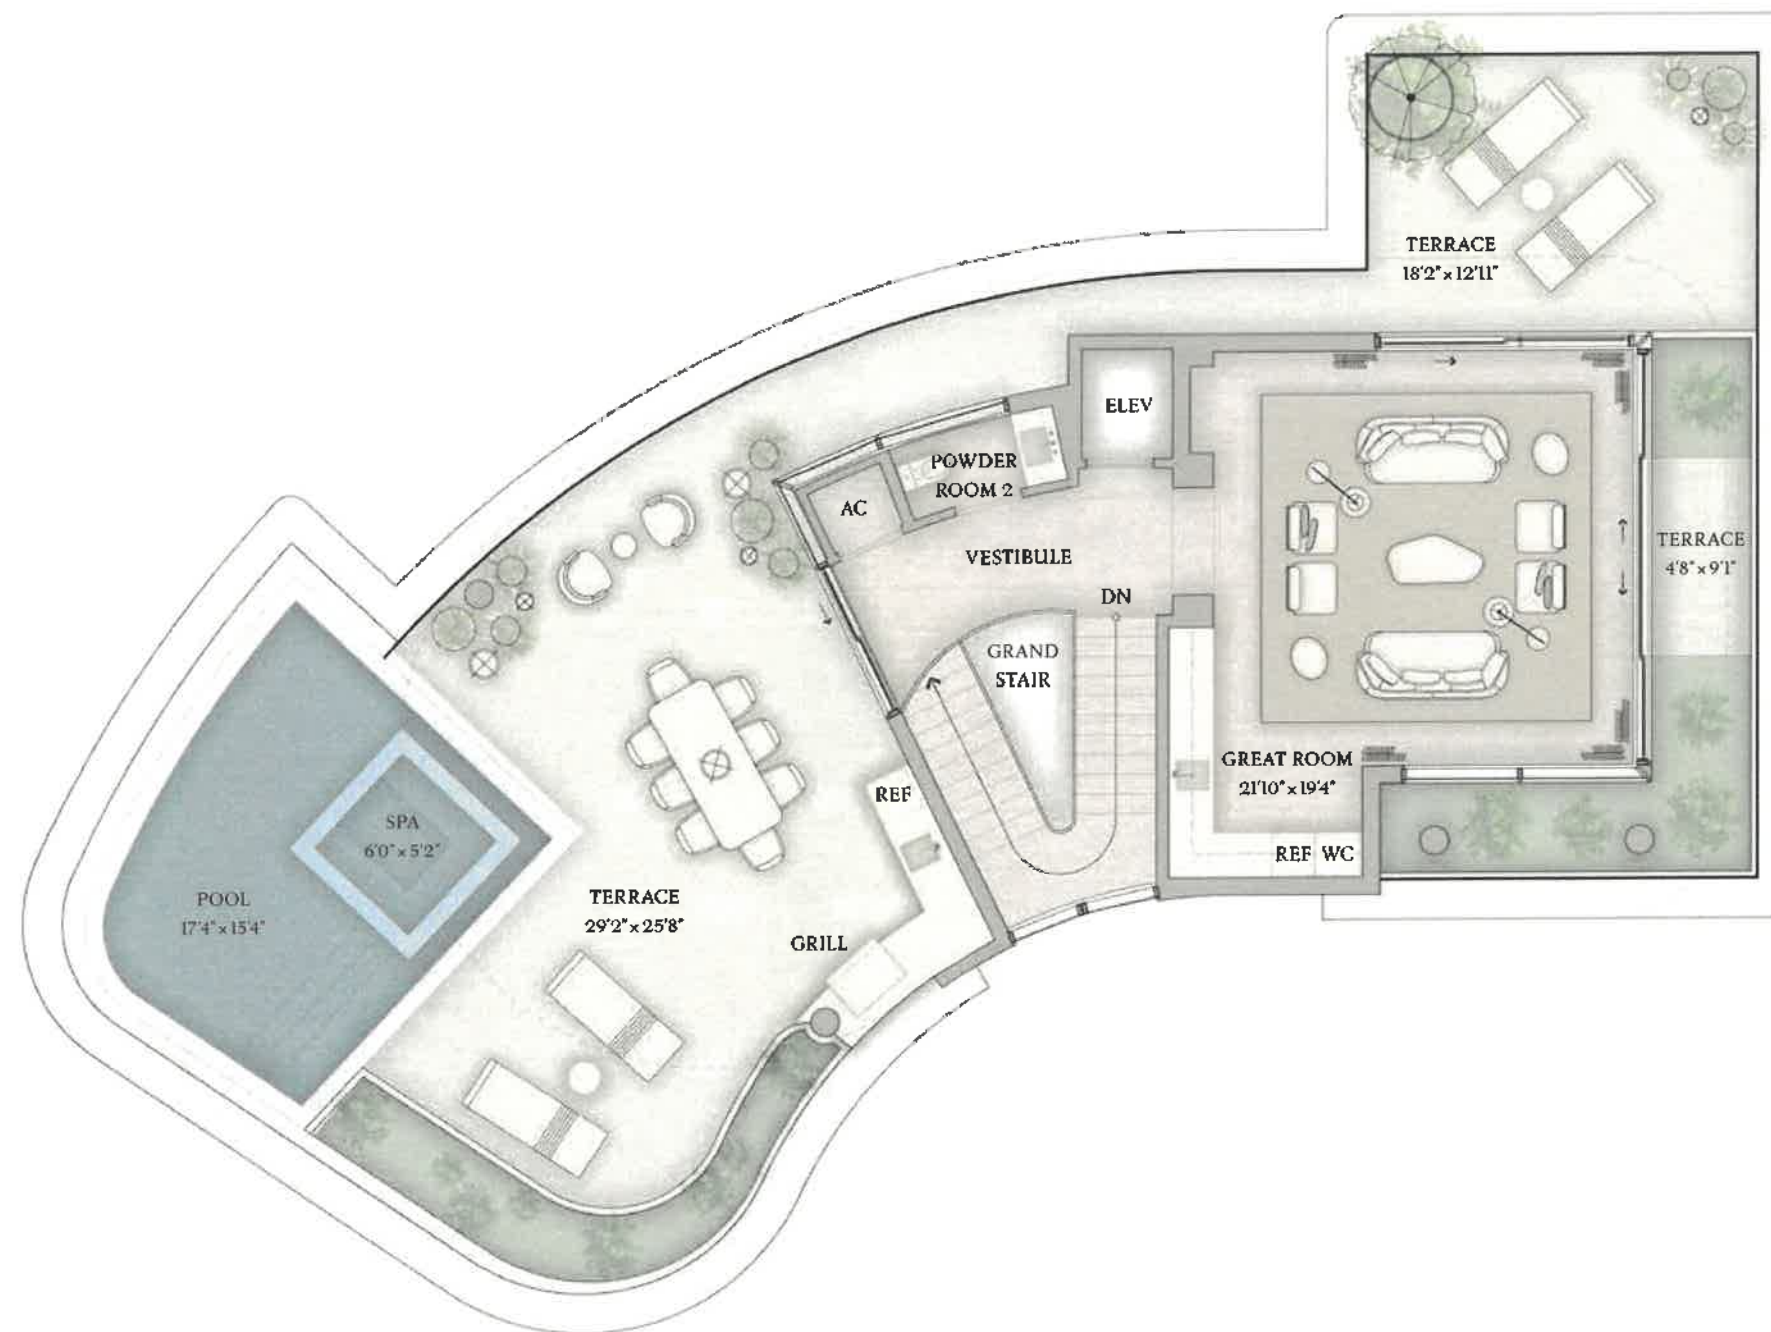 TERRACE
18'2" x 12'11"
ELEV
POWDER
ROOM 2
AC
VESTIBULE
TERRACE
4'8" x 9'1"
DN
GRAND
STAIR
GREAT ROOM
21'10" x 19'4"
REF
SPA
6'0" x 5'2"
REF WC
POOL
17'4" x 15'4"
TERRACE
29'2" x 25'8"
GRILL